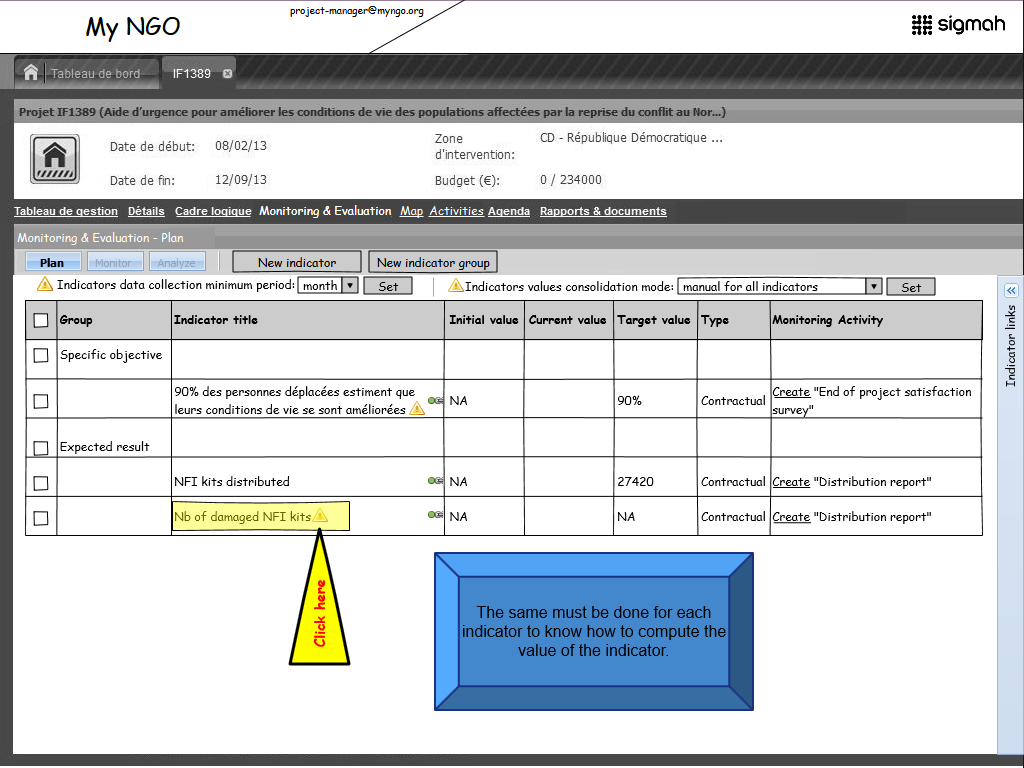 project-manager@myngo.org
My NGO
sigmah
Tableau de bord
IF1389
Projet IF1389 (Aide d'urgence pour améliorer les conditions de vie des populations affectées par la reprise du conflit au Nor...)
Date de début: 08/02/13
Zone d'intervention: CD - République Démocratique ...
Date de fin: 12/09/13
Budget (€): 0 / 234000
Tableau de gestion Détails Cadre logique Monitoring & Evaluation Map Activities Agenda Rapports & documents
Monitoring & Evaluation - Plan
Plan Monitor Analyze New indicator New indicator group
Indicators data collection minimum period: month Set Indicators values consolidation mode: manual for all indicators Set
Indicator links
Group Indicator title Initial value Current value Target value Type Monitoring Activity
Specific objective
90% des personnes déplacées estiment que
leurs conditions de vie se sont améliorées NA 90% Contractual Create "End of project satisfaction
survey"
Expected result
NFI kits distributed NA 27420 Contractual Create "Distribution report"
Nb of damaged NFI kits NA NA Contractual Create "Distribution report"
Click here
The same must be done for each
indicator to know how to compute the
value of the indicator.